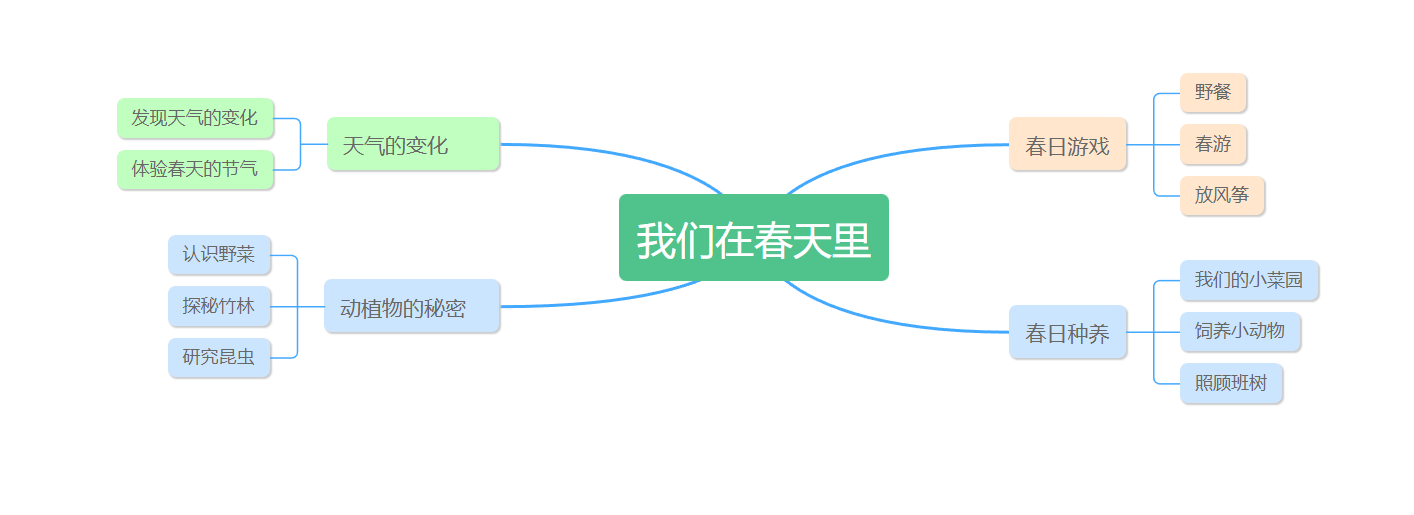 我们在春天里
天气的变化
发现天气的变化
体验春天的节气
动植物的秘密
认识野菜
探秘竹林
研究昆虫
春日游戏
野餐
春游
放风筝
春日种养
我们的小菜园
饲养小动物
照顾班树